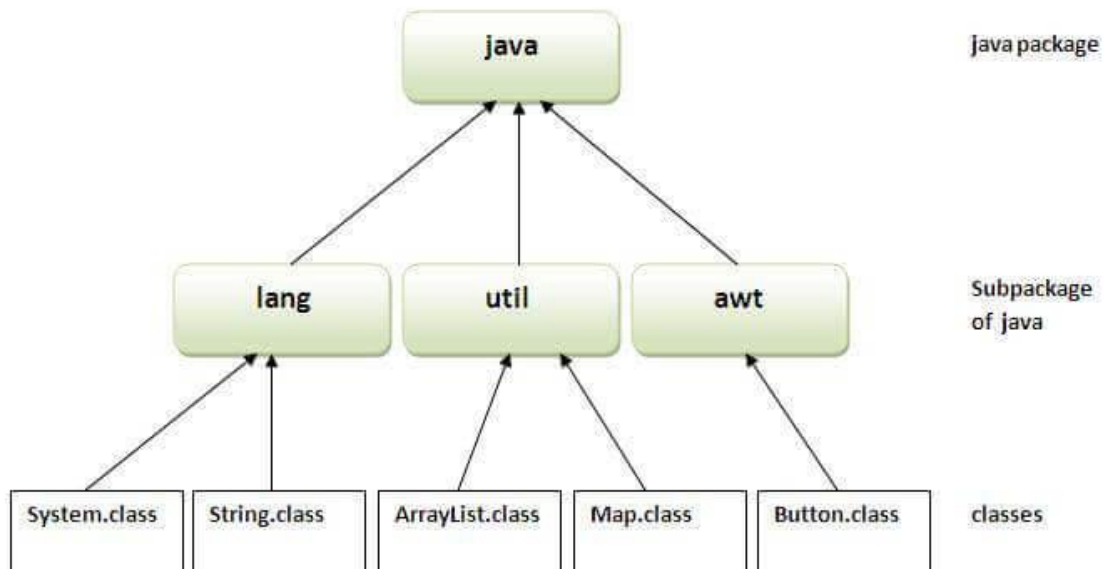 java
java package
lang
util
awt
Subpackage
of java
System.class
String.class
ArrayList.class
Map.class
Button.class
classes